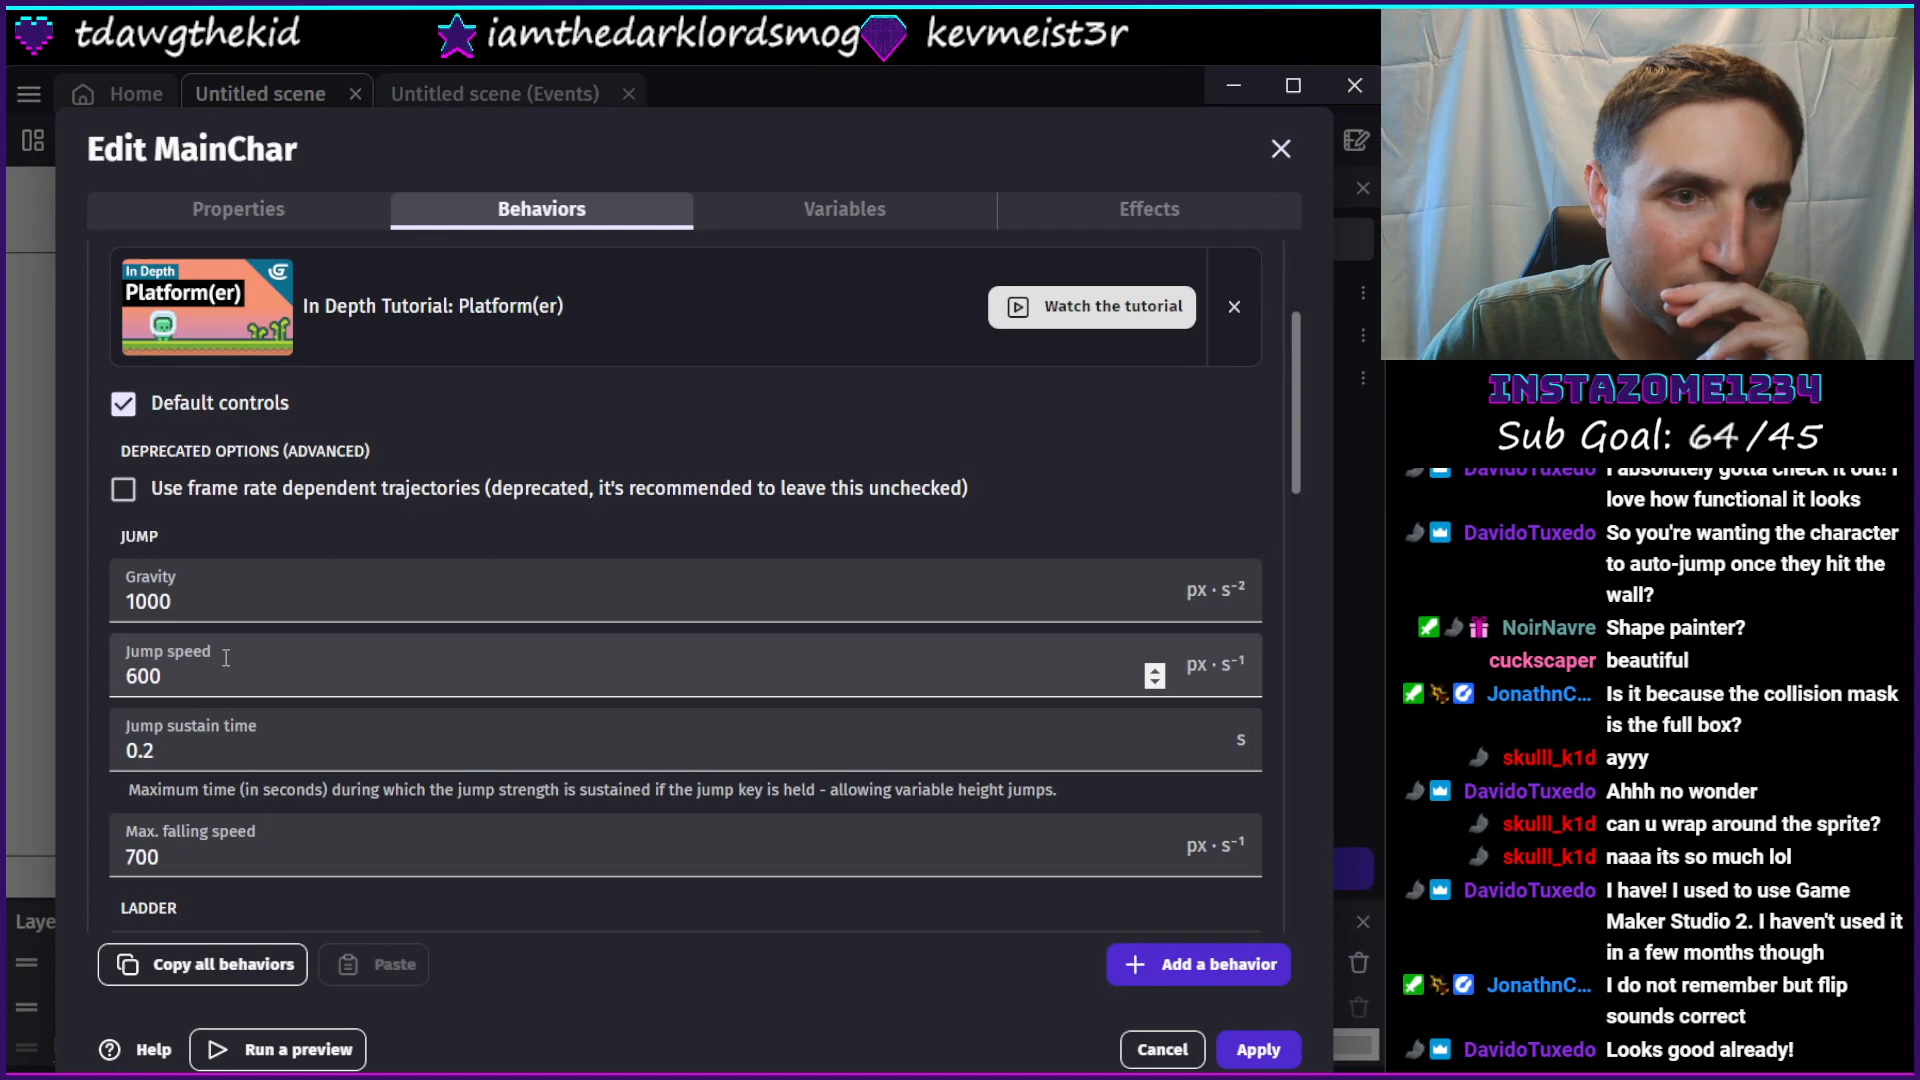 tdawgthekid
iamthedarklordsmog
kevmeist3r
Home
Untitled scene
Untitled scene (Events)
Edit MainChar
Properties
Behaviors
Variables
Effects
In Depth
Platform(er)
In Depth Tutorial: Platform(er)
Watch the tutorial
Default controls
DEPRECATED OPTIONS (ADVANCED)
Use frame rate dependent trajectories (deprecated, it's recommended to leave this unchecked)
JUMP
Gravity
1000
px · s⁻²
Jump speed
600
px · s⁻¹
Jump sustain time
0.2
s
Maximum time (in seconds) during which the jump strength is sustained if the jump key is held - allowing variable height jumps.
Max. falling speed
700
px · s⁻¹
LADDER
Copy all behaviors
Paste
Add a behavior
Help
Run a preview
Cancel
Apply
Laye
INSTAZOME1234
Sub Goal: 64/45
DavidoTuxedo I absolutely gotta check it out! I
love how functional it looks
DavidoTuxedo So you're wanting the character
to auto-jump once they hit the
wall?
NoirNavre Shape painter?
cuckscaper beautiful
JonathnC... Is it because the collision mask
is the full box?
skulll_k1d ayyy
DavidoTuxedo Ahhh no wonder
skulll_k1d can u wrap around the sprite?
skulll_k1d naaa its so much lol
DavidoTuxedo I have! I used to use Game
Maker Studio 2. I haven't used it
in a few months though
JonathnC... I do not remember but flip
sounds correct
DavidoTuxedo Looks good already!